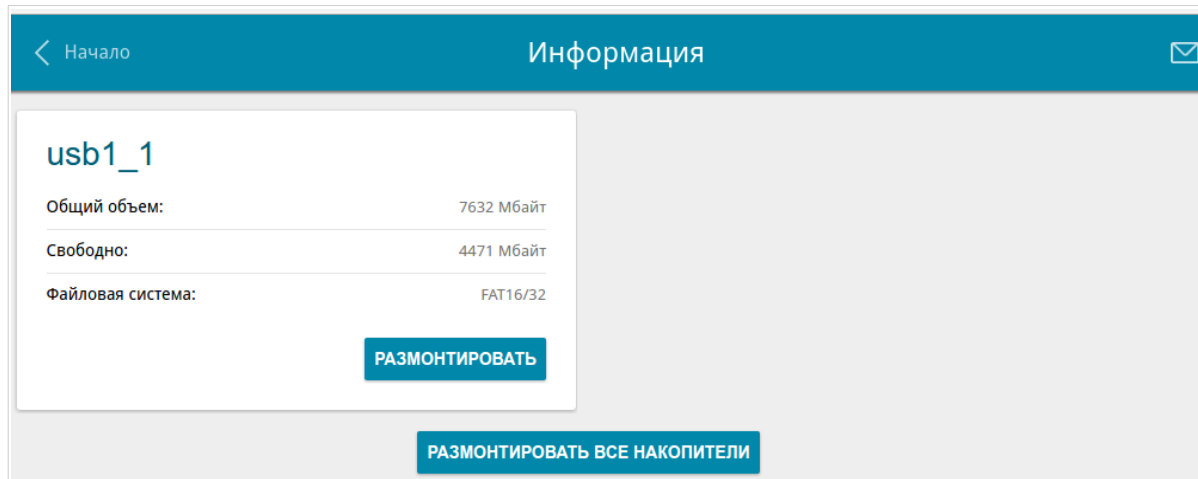 Начало
Информация
usb1_1
Общий объем: 7632 Мбайт
Свободно: 4471 Мбайт
Файловая система: FAT16/32
РАЗМОНТИРОВАТЬ
РАЗМОНТИРОВАТЬ ВСЕ НАКОПИТЕЛИ